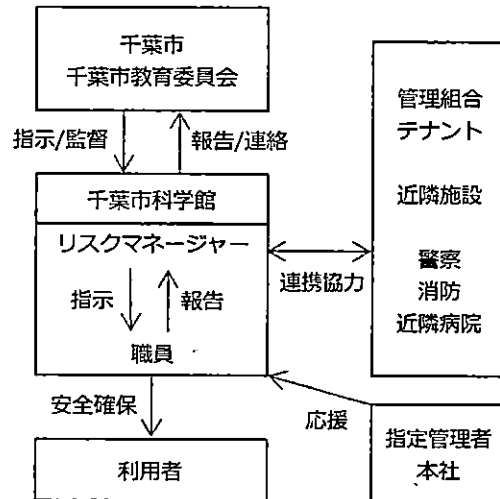 千葉市
千葉市教育委員会
指示/監督
報告/連絡
千葉市科学館
リスクマネージャー
指示
報告
職員
安全確保
利用者
連携協力
管理組合
テナント
近隣施設
警察
消防
近隣病院
応援
指定管理者
本社